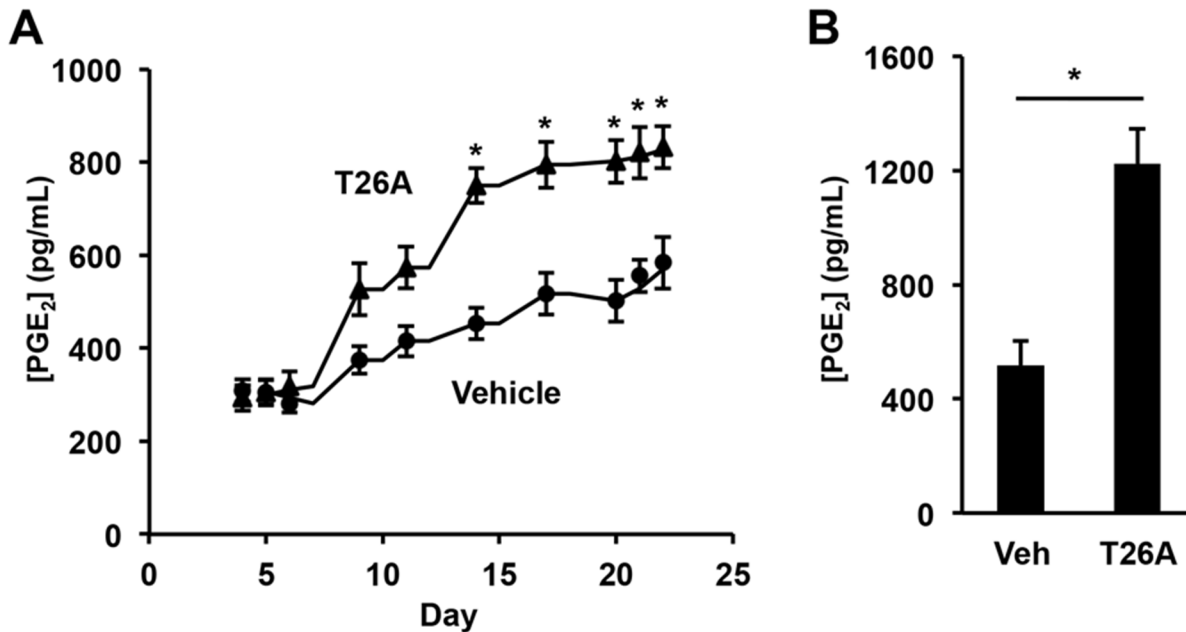 A
[PGE₂] (pg/mL)
1000
800
600
400
200
0
T26A
Vehicle
* * * * *
0 5 10 15 20 25
Day
B
[PGE₂] (pg/mL)
1600
1200
800
400
0
*
Veh T26A